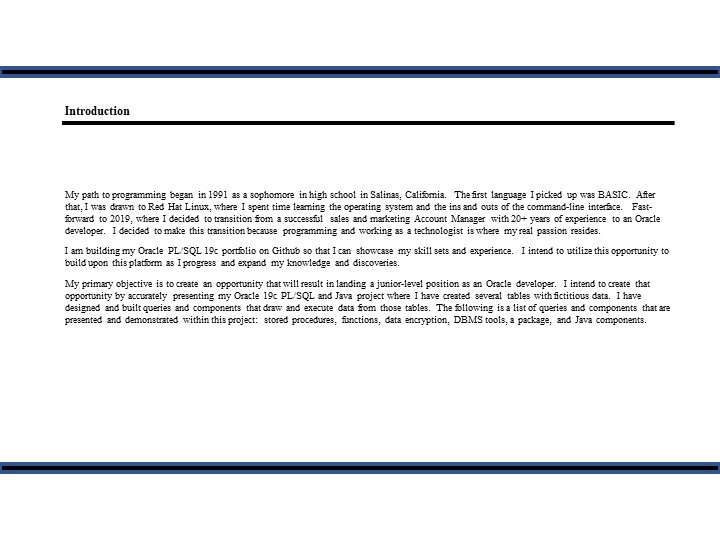 Introduction
My path to programming began in 1991 as a sophomore in high school in Salinas, California. The first language I picked up was BASIC. After
that, I was drawn to Red Hat Linux, where I spent time learning the operating system and the ins and outs of the command-line interface. Fast-
forward to 2019, where I decided to transition from a successful sales and marketing Account Manager with 20+ years of experience to an Oracle
developer. I decided to make this transition because programming and working as a technologist is where my real passion resides.
I am building my Oracle PL/SQL 19c portfolio on Github so that I can showcase my skill sets and experience. I intend to utilize this opportunity to
build upon this platform as I progress and expand my knowledge and discoveries.
My primary objective is to create an opportunity that will result in landing a junior-level position as an Oracle developer. I intend to create that
opportunity by accurately presenting my Oracle 19c PL/SQL and Java project where I have created several tables with fictitious data. I have
designed and built queries and components that draw and execute data from those tables. The following is a list of queries and components that are
presented and demonstrated within this project: stored procedures, functions, data encryption, DBMS tools, a package, and Java components.